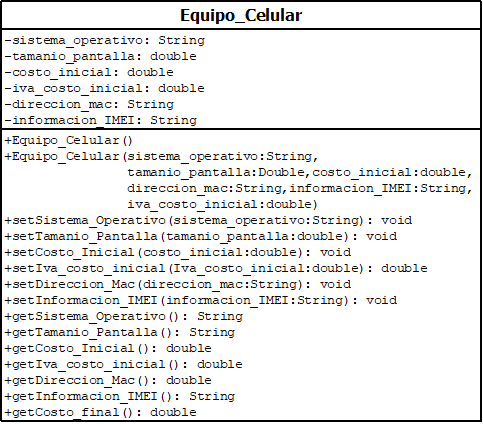 Equipo_Celular
-sistema_operativo: String
-tamanio_pantalla: double
-costo_inicial: double
-iva_costo_inicial: double
-direccion_mac: String
-informacion_IMEI: String
+Equipo_Celular()
+Equipo_Celular(sistema_operativo:String,
tamanio_pantalla:Double,costo_inicial:double,
direccion_mac:String,informacion_IMEI:String,
iva_costo_inicial:double)
+setSistema_Operativo(sistema_operativo:String): void
+setTamanio_Pantalla(tamanio_pantalla:double): void
+setCosto_Inicial(costo_inicial:double): void
+setIva_costo_inicial(Iva_costo_inicial:double): double
+setDireccion_Mac(direccion_mac:String): void
+setInformacion_IMEI(informacion_IMEI:String): void
+getSistema_Operativo(): String
+getTamanio_Pantalla(): String
+getCosto_Inicial(): double
+getIva_costo_inicial(): double
+getDireccion_Mac(): double
+getInformacion_IMEI(): String
+getCosto_final(): double